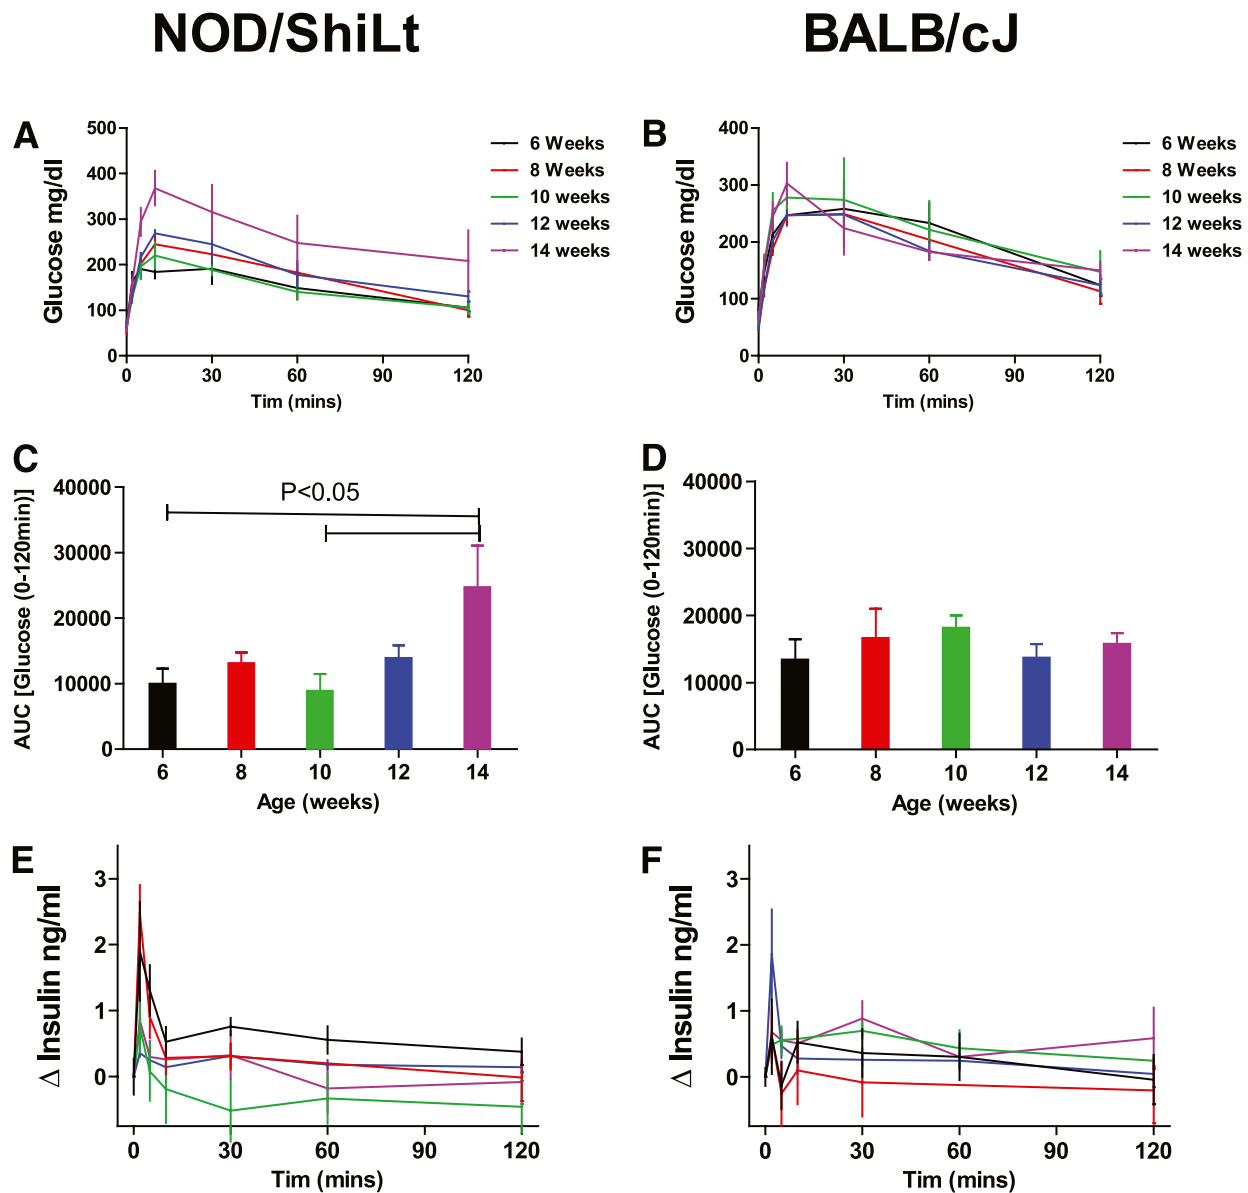 NOD/ShiLt
BALB/cJ
A
Glucose mg/dl
500
400
300
200
100
0
0 30 60 90 120
Tim (mins)
6 Weeks
8 Weeks
10 weeks
12 weeks
14 weeks
B
Glucose mg/dl
400
300
200
100
0
0 30 60 90 120
Tim (mins)
6 Weeks
8 Weeks
10 weeks
12 weeks
14 weeks
C
AUC [Glucose (0-120min)]
40000
30000
20000
10000
0
P<0.05
6 8 10 12 14
Age (weeks)
D
AUC [Glucose (0-120min)]
40000
30000
20000
10000
0
6 8 10 12 14
Age (weeks)
E
Δ Insulin ng/ml
3
2
1
0
0 30 60 90 120
Tim (mins)
F
Δ Insulin ng/ml
3
2
1
0
0 30 60 90 120
Tim (mins)